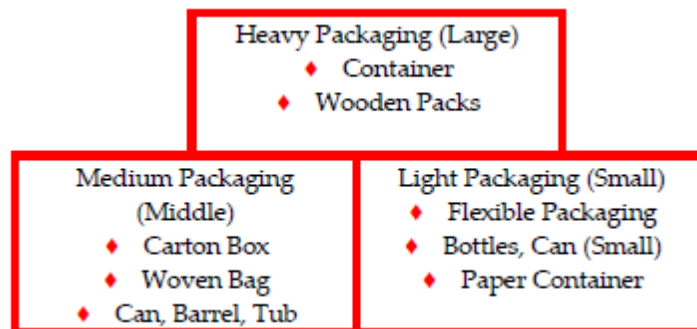 Heavy Packaging (Large)
♦ Container
♦ Wooden Packs
Medium Packaging
(Middle)
♦ Carton Box
♦ Woven Bag
♦ Can, Barrel, Tub
Light Packaging (Small)
♦ Flexible Packaging
♦ Bottles, Can (Small)
♦ Paper Container